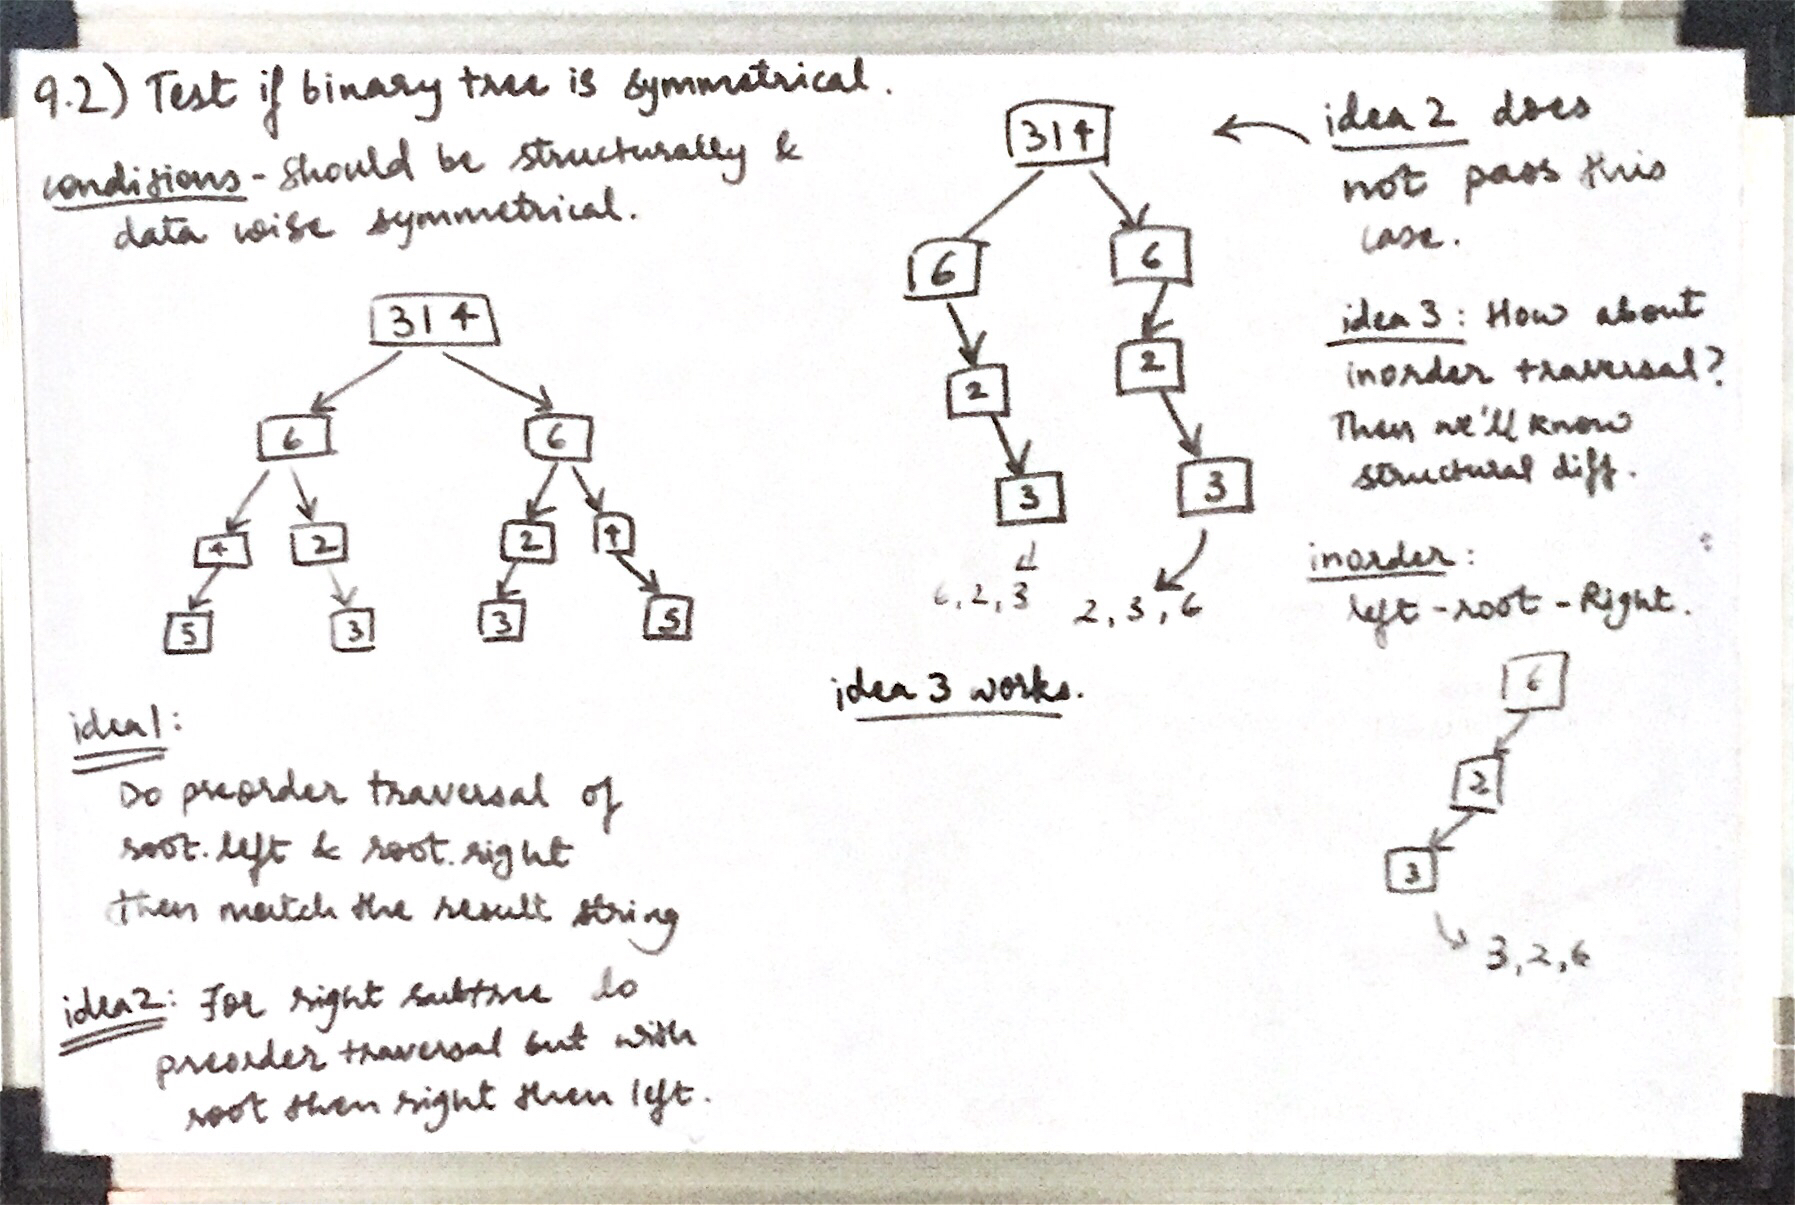 9.2) Test if binary tree is symmetrical.
conditions - should be structurally &
data wise symmetrical.
314
6
6
4
2
2
4
5
3
3
5
idea1:
Do preorder traversal of
root.left & root.right
then match the result string
idea2: For right subtree do
preorder traversal but with
root then right then left.
314
6
6
2
2
3
3
6,2,3
2,3,6
idea 3 works.
idea 2 does
not pass this
case.
idea 3: How about
inorder traversal?
Then we'll know
structural diff.
inorder:
left - root - Right.
6
2
3
3,2,6